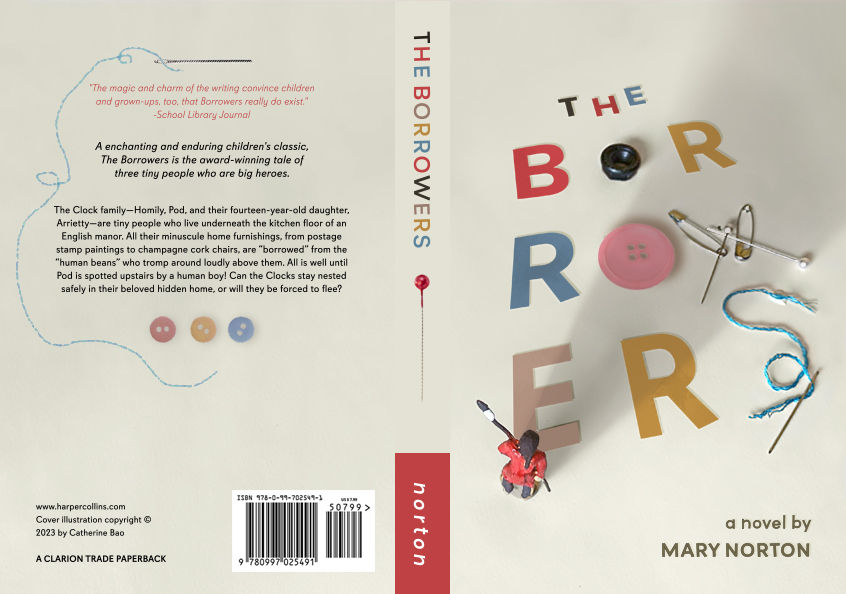 "The magic and charm of the writing convince children
and grown-ups, too, that Borrowers really do exist."
-School Library Journal
A enchanting and enduring children's classic,
The Borrowers is the award-winning tale of
three tiny people who are big heroes.
The Clock family—Homily, Pod, and their fourteen-year-old daughter,
Arrietty—are tiny people who live underneath the kitchen floor of an
English manor. All their minuscule home furnishings, from postage
stamp paintings to champagne cork chairs, are "borrowed" from the
"human beans" who tromp around loudly above them. All is well until
Pod is spotted upstairs by a human boy! Can the Clocks stay nested
safely in their beloved hidden home, or will they be forced to flee?
www.harpercollins.com
Cover illustration copyright ©
2023 by Catherine Bao
A CLARION TRADE PAPERBACK
ISBN 978-0-99-702549-1
US $7.99
50799>
9 780997 025491
THE BORROWERS
norton
THE
BOR
ROW
ERS
a novel by
MARY NORTON